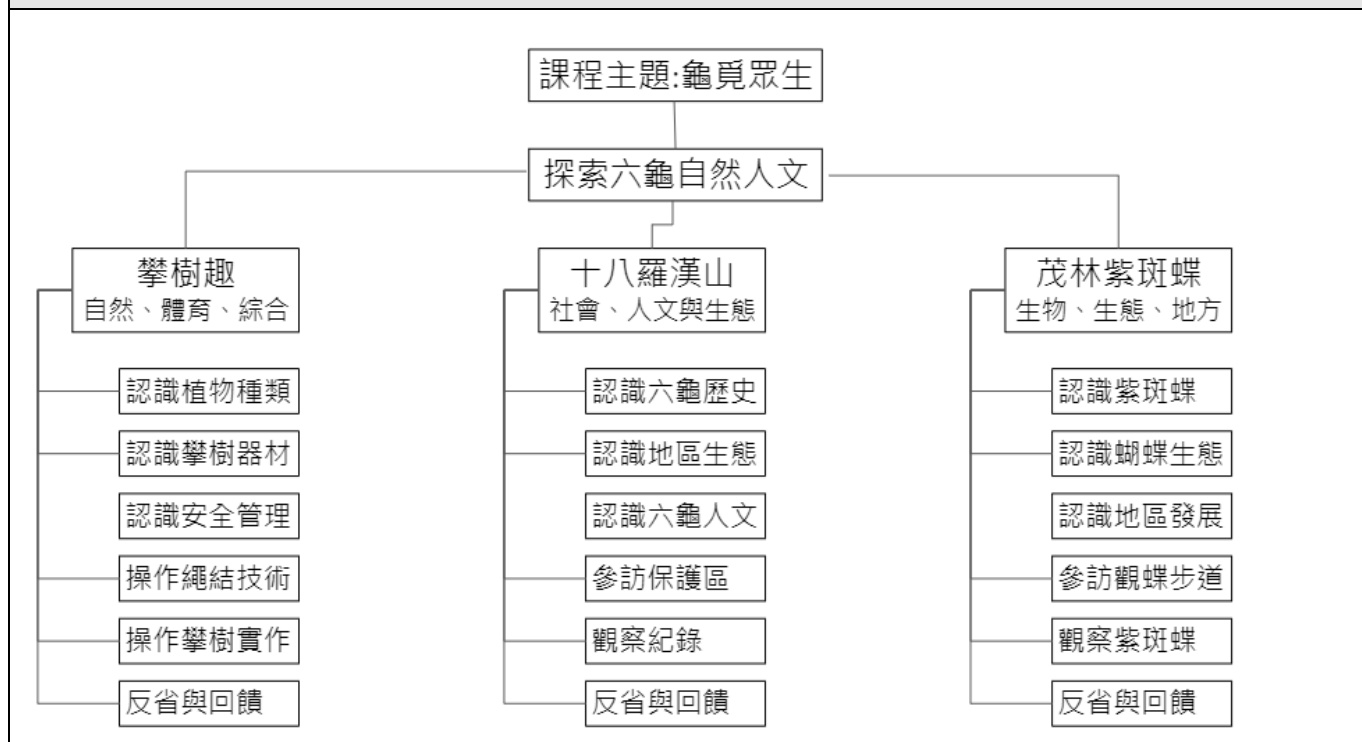 課程主題:龜覓眾生
探索六龜自然人文
攀樹趣
自然、體育、綜合
認識植物種類
認識攀樹器材
認識安全管理
操作繩結技術
操作攀樹實作
反省與回饋
十八羅漢山
社會、人文與生態
認識六龜歷史
認識地區生態
認識六龜人文
參訪保護區
觀察紀錄
反省與回饋
茂林紫斑蝶
生物、生態、地方
認識紫斑蝶
認識蝴蝶生態
認識地區發展
參訪觀蝶步道
觀察紫斑蝶
反省與回饋